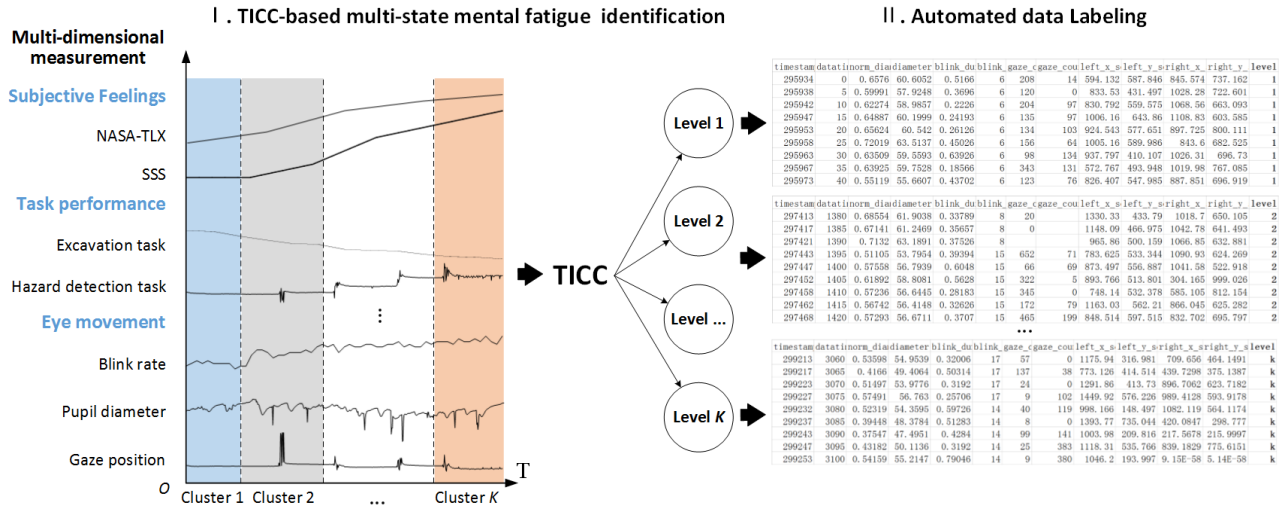 Ⅰ. TICC-based multi-state mental fatigue identification
Ⅱ. Automated data Labeling
Multi-dimensional
measurement
Subjective Feelings
NASA-TLX
SSS
Task performance
Excavation task
Hazard detection task
Eye movement
Blink rate
Pupil diameter
Gaze position
O
T
Cluster 1
Cluster 2
...
Cluster K
...
TICC
Level 1
Level 2
Level ...
Level K
timestam datatin norm_dia diameter blink_du blink_ gaze_d gaze_cou left_x_s left_y_s right_x_ right_y_ level
295934 0 0.6576 60.6052 0.5166 6 208 14 594.132 587.846 845.574 737.162 1
295938 5 0.59991 57.9248 0.3696 6 120 0 833.53 431.497 1028.28 722.601 1
295942 10 0.62274 58.9857 0.2226 6 204 97 830.792 559.575 1068.56 663.093 1
295947 15 0.64887 60.1999 0.24193 6 135 97 1006.16 643.86 1108.83 603.585 1
295953 20 0.65624 60.542 0.26126 6 134 103 924.543 577.651 897.725 800.111 1
295958 25 0.72019 63.5137 0.45026 6 156 64 1005.16 589.986 843.6 682.525 1
295963 30 0.63509 59.5593 0.63926 6 98 134 937.797 410.107 1026.31 696.73 1
295967 35 0.63925 59.7528 0.18566 6 343 131 572.767 493.948 1019.98 767.085 1
295973 40 0.55119 55.6607 0.43702 6 123 76 826.407 547.985 887.851 696.919 1
timestam datatin norm_dia diameter blink_du blink_ gaze_d gaze_cou left_x_s left_y_s right_x_ right_y_ level
297413 1380 0.68554 61.9038 0.33789 8 20 1330.33 433.79 1018.7 650.105 2
297417 1385 0.67141 61.2469 0.35657 8 0 1148.09 466.975 1042.78 641.493 2
297421 1390 0.7132 63.1891 0.37526 8 965.86 500.159 1066.85 632.881 2
297443 1395 0.51105 53.7954 0.39394 15 652 71 783.625 533.344 1090.93 624.269 2
297447 1400 0.57558 56.7939 0.6048 15 66 69 873.497 556.887 1041.58 522.918 2
297452 1405 0.61892 58.8081 0.5628 15 322 5 893.766 513.801 304.165 999.026 2
297458 1410 0.57236 56.6445 0.28183 15 345 0 748.14 532.378 585.105 812.154 2
297462 1415 0.56742 56.4148 0.32626 15 172 79 1163.03 562.21 866.045 625.282 2
297468 1420 0.57293 56.6711 0.3707 15 465 199 848.514 597.515 832.702 695.797 2
...
timestam datatin norm_dia diameter blink_du blink_ gaze_d gaze_cou left_x_s left_y_s right_x_s right_y_s level
299213 3060 0.53598 54.9539 0.32006 17 57 0 1175.94 316.981 709.656 464.1491 k
299217 3065 0.4166 49.4064 0.50314 17 137 38 773.126 414.514 439.7298 375.1387 k
299223 3070 0.51497 53.9776 0.3192 17 24 0 1291.86 413.73 896.7062 623.7182 k
299227 3075 0.57491 56.763 0.25706 17 9 102 1449.92 576.226 989.4128 593.9178 k
299232 3080 0.52319 54.3595 0.59726 14 40 119 998.166 148.497 1082.119 564.1174 k
299237 3085 0.39448 48.3784 0.51283 14 8 0 1393.77 735.044 420.0847 298.777 k
299243 3090 0.37547 47.4951 0.4284 14 99 141 1003.98 209.816 217.5678 215.9997 k
299247 3095 0.43182 50.1136 0.3192 14 25 383 1118.31 535.766 839.1829 775.6151 k
299253 3100 0.54159 55.2147 0.79046 14 9 380 1046.2 193.997 9.15E-58 5.14E-58 k